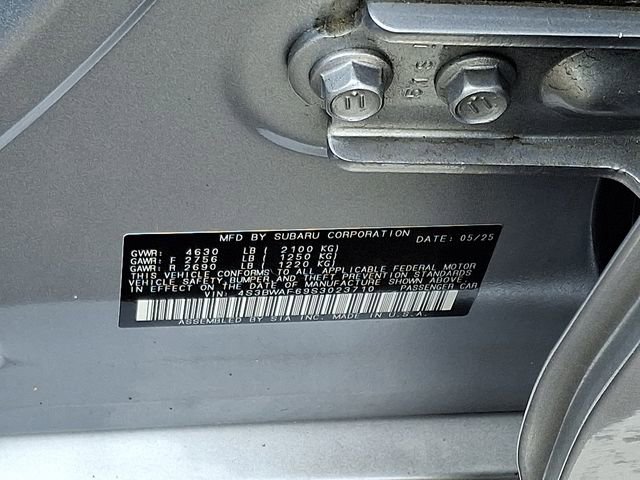 MFD BY SUBARU CORPORATION DATE: 05/25
GVWR: 4630 LB ( 2100 KG)
GAWR: F 2756 LB ( 1250 KG)
GAWR: R 2690 LB ( 1220 KG)
THIS VEHICLE CONFORMS TO ALL APPLICABLE FEDERAL MOTOR
VEHICLE SAFETY, BUMPER, AND THEFT PREVENTION STANDARDS
IN EFFECT ON THE DATE OF MANUFACTURE SHOWN ABOVE.
VIN: 4S3BWAF69S3023710 PASSENGER CAR
ASSEMBLED BY SIA INC. MADE IN U.S.A.